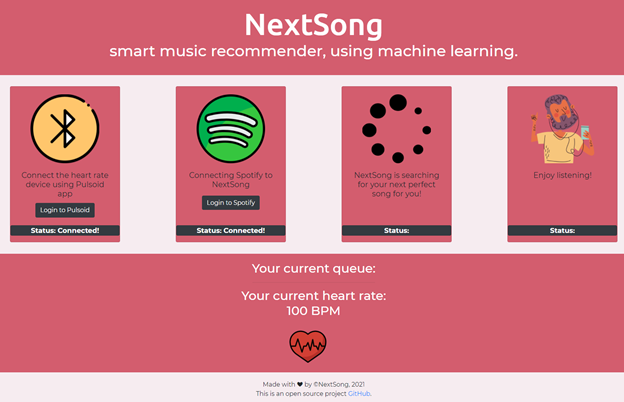 NextSong
smart music recommender, using machine learning.
Connect the heart rate
device using Pulsoid
app
Login to Pulsoid
Status: Connected!
Connecting Spotify to
NextSong
Login to Spotify
Status: Connected!
NextSong is searching
for your next perfect
song for you!
Status:
Enjoy listening!
Status:
Your current queue:
Your current heart rate:
100 BPM
Made with ❤ by ©NextSong, 2021
This is an open source project GitHub.